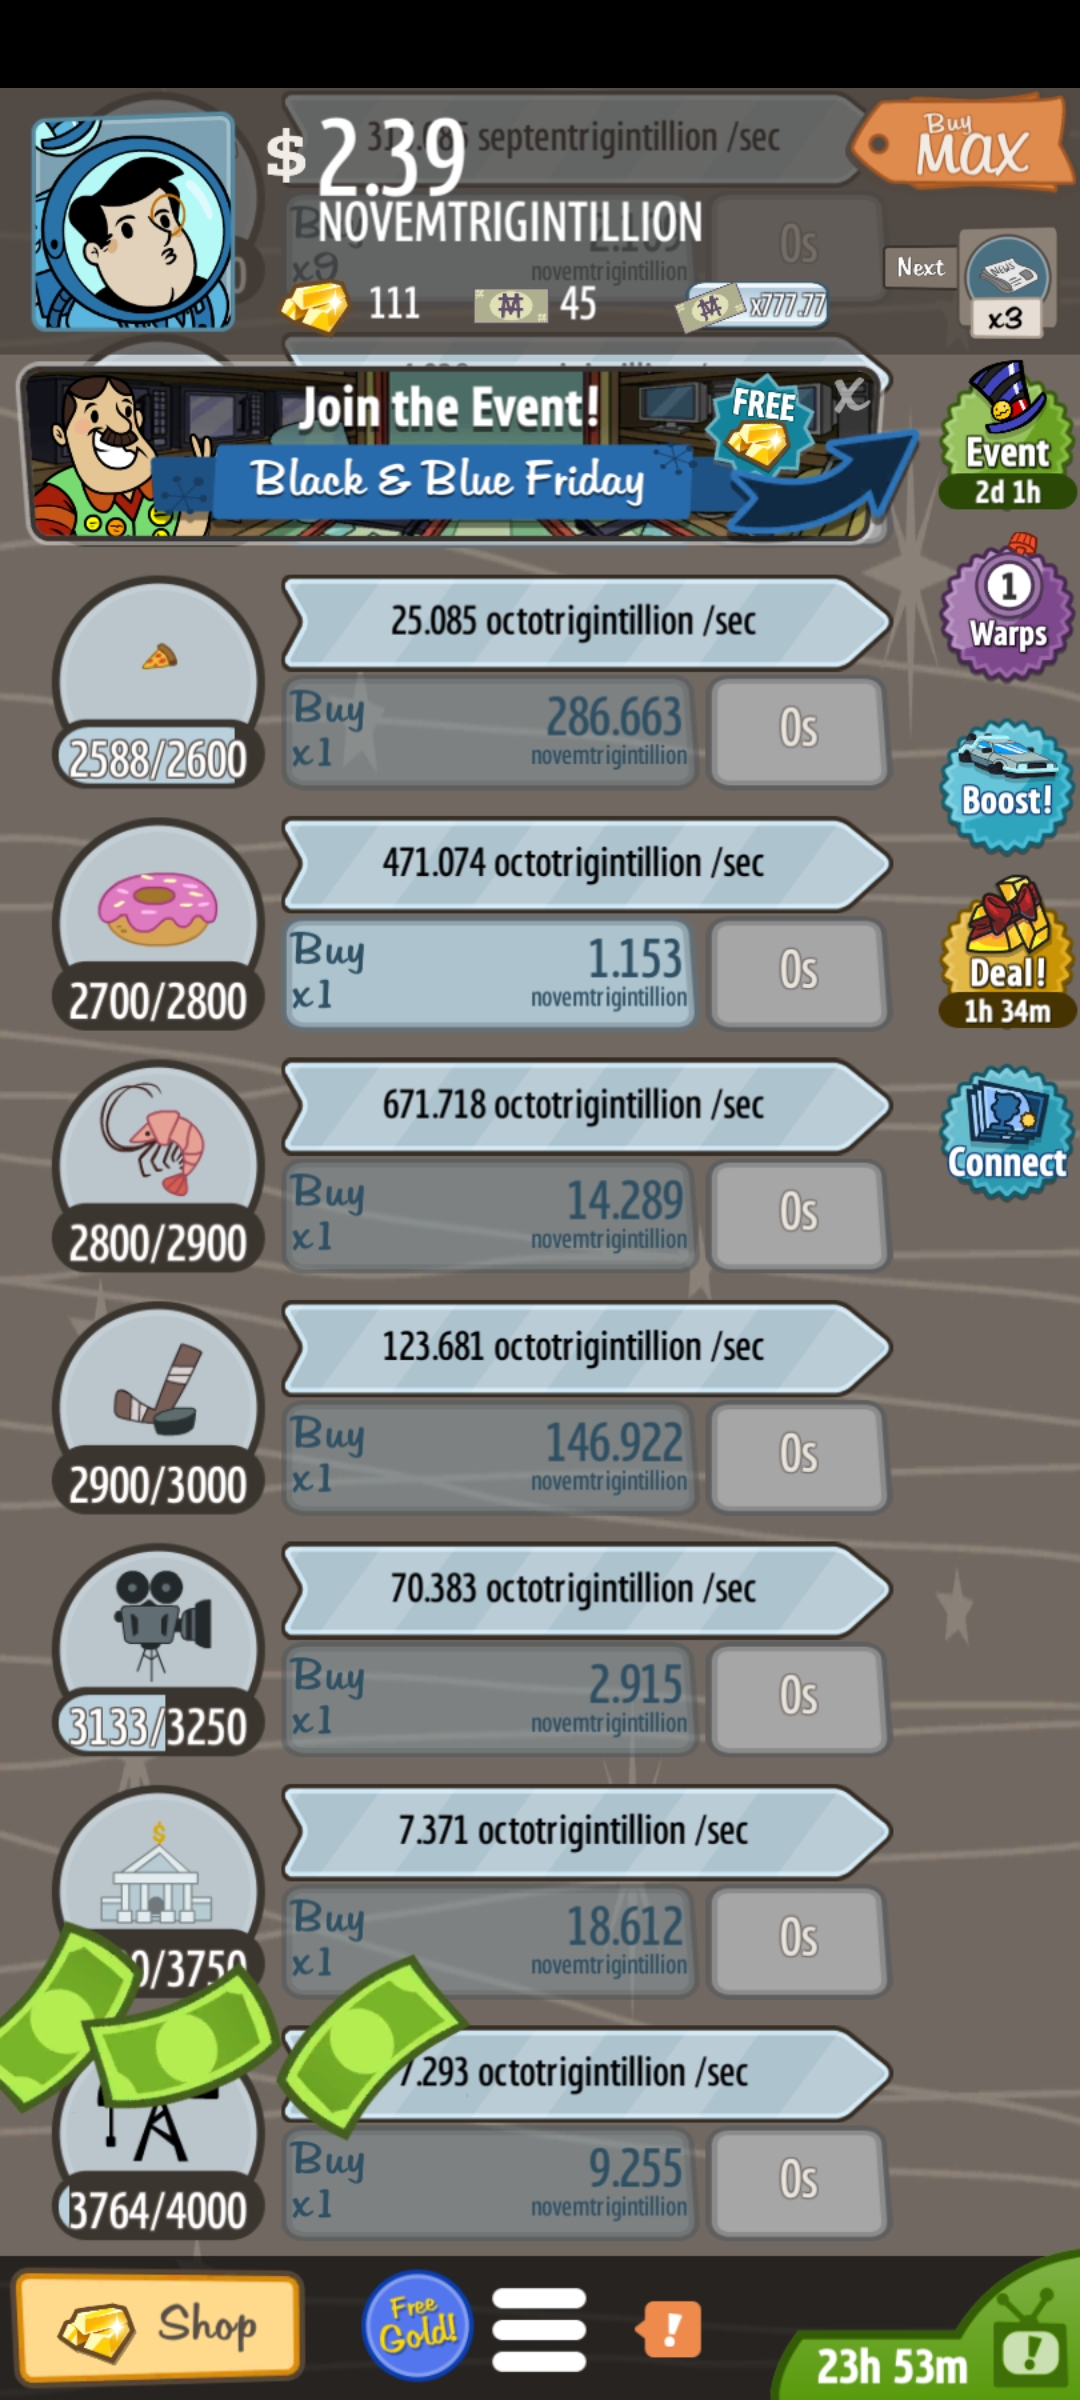 septentrigintillion /sec
$ 2.39
NOVEMTRIGINTILLION
Buy
MAX
x9
novemtrigintillion
0s
111
45
x777.77
Next
NEWS
x3
Join the Event!
FREE
X
Black & Blue Friday
Event
2d 1h
25.085 octotrigintillion /sec
1
Warps
Buy
x1
286.663
novemtrigintillion
0s
2588/2600
Boost!
471.074 octotrigintillion /sec
Buy
x1
1.153
novemtrigintillion
0s
2700/2800
Deal!
1h 34m
671.718 octotrigintillion /sec
Connect
Buy
x1
14.289
novemtrigintillion
0s
2800/2900
123.681 octotrigintillion /sec
Buy
x1
146.922
novemtrigintillion
0s
2900/3000
70.383 octotrigintillion /sec
Buy
x1
2.915
novemtrigintillion
0s
3133/3250
$
7.371 octotrigintillion /sec
Buy
x1
18.612
novemtrigintillion
0s
0/3750
7.293 octotrigintillion /sec
Buy
x1
9.255
novemtrigintillion
0s
3764/4000
Shop
Free
Gold!
!
23h 53m
!